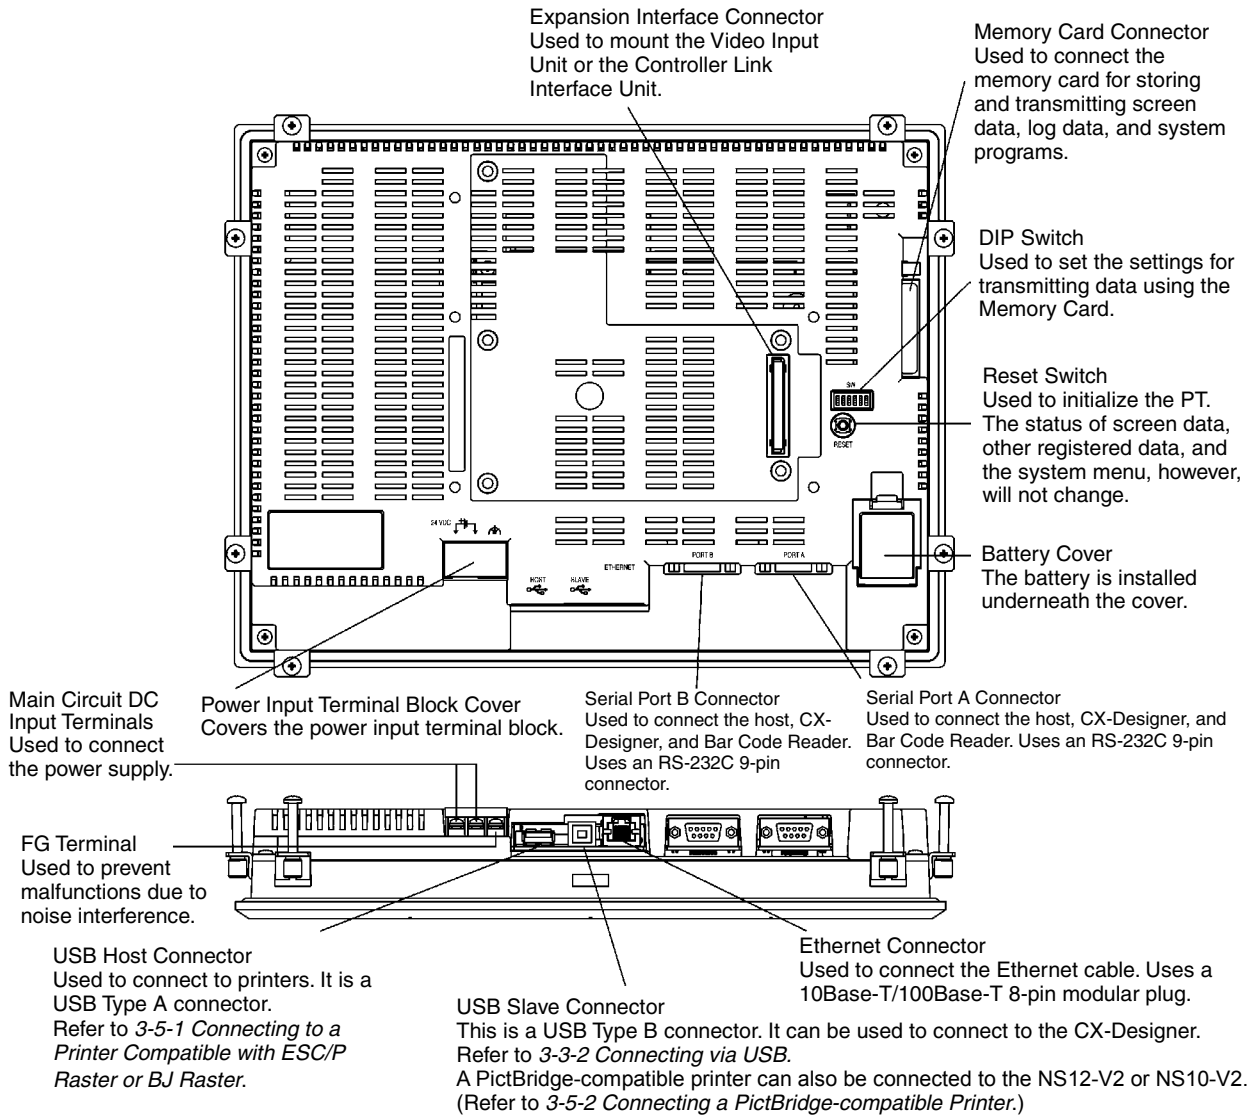 Expansion Interface Connector
Used to mount the Video Input
Unit or the Controller Link
Interface Unit.
Memory Card Connector
Used to connect the
memory card for storing
and transmitting screen
data, log data, and system
programs.
DIP Switch
Used to set the settings for
transmitting data using the
Memory Card.
Reset Switch
Used to initialize the PT.
The status of screen data,
other registered data, and
the system menu, however,
will not change.
Battery Cover
The battery is installed
underneath the cover.
SW
RESET
24 VDC
HOST
SLAVE
ETHERNET
PORT B
PORT A
Main Circuit DC
Input Terminals
Used to connect
the power supply.
Power Input Terminal Block Cover
Covers the power input terminal block.
Serial Port B Connector
Used to connect the host, CX-
Designer, and Bar Code Reader.
Uses an RS-232C 9-pin
connector.
Serial Port A Connector
Used to connect the host, CX-Designer, and
Bar Code Reader. Uses an RS-232C 9-pin
connector.
FG Terminal
Used to prevent
malfunctions due to
noise interference.
USB Host Connector
Used to connect to printers. It is a
USB Type A connector.
Refer to 3-5-1 Connecting to a
Printer Compatible with ESC/P
Raster or BJ Raster.
USB Slave Connector
This is a USB Type B connector. It can be used to connect to the CX-Designer.
Refer to 3-3-2 Connecting via USB.
A PictBridge-compatible printer can also be connected to the NS12-V2 or NS10-V2.
(Refer to 3-5-2 Connecting a PictBridge-compatible Printer.)
Ethernet Connector
Used to connect the Ethernet cable. Uses a
10Base-T/100Base-T 8-pin modular plug.